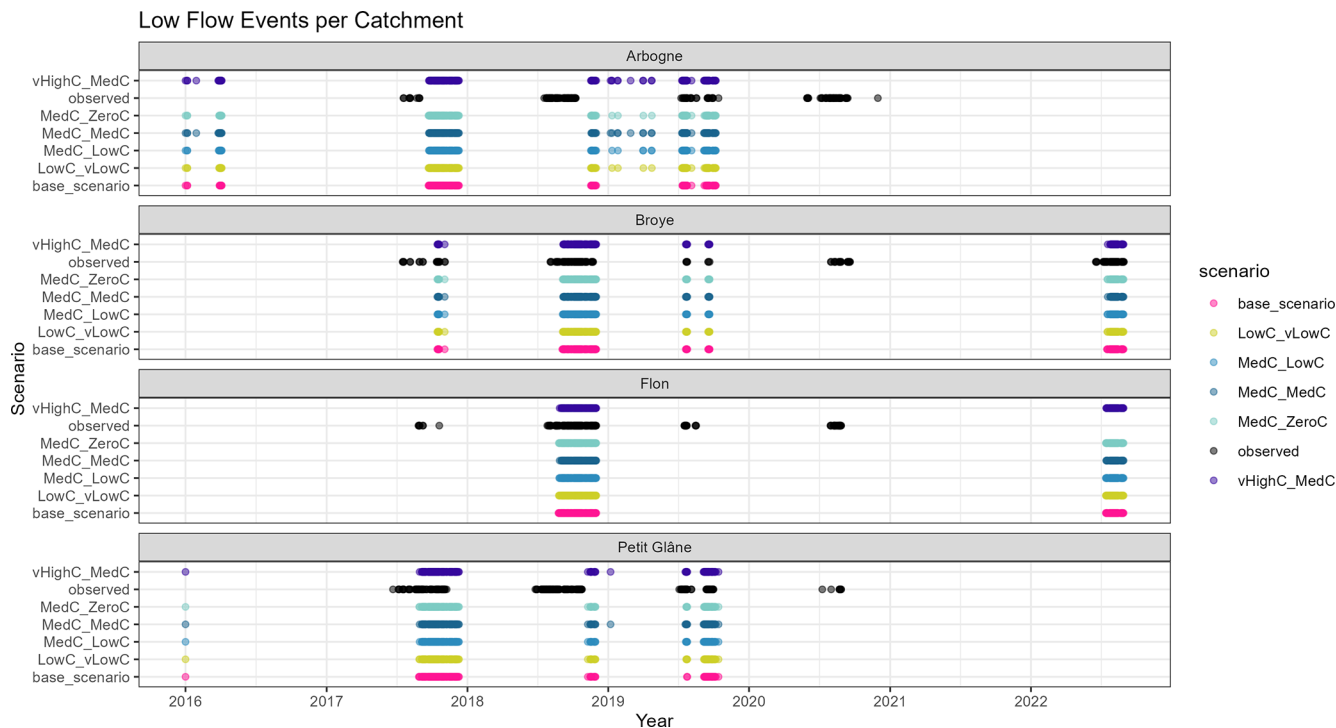 Low Flow Events per Catchment
Arbogne
vHighC_MedC
observed
MedC_ZeroC
MedC_MedC
MedC_LowC
LowC_vLowC
base_scenario
Broye
vHighC_MedC
observed
MedC_ZeroC
MedC_MedC
MedC_LowC
LowC_vLowC
base_scenario
Flon
vHighC_MedC
observed
MedC_ZeroC
MedC_MedC
MedC_LowC
LowC_vLowC
base_scenario
Petit Glâne
vHighC_MedC
observed
MedC_ZeroC
MedC_MedC
MedC_LowC
LowC_vLowC
base_scenario
2016 2017 2018 2019 2020 2021 2022
Year
Scenario
scenario
base_scenario
LowC_vLowC
MedC_LowC
MedC_MedC
MedC_ZeroC
observed
vHighC_MedC